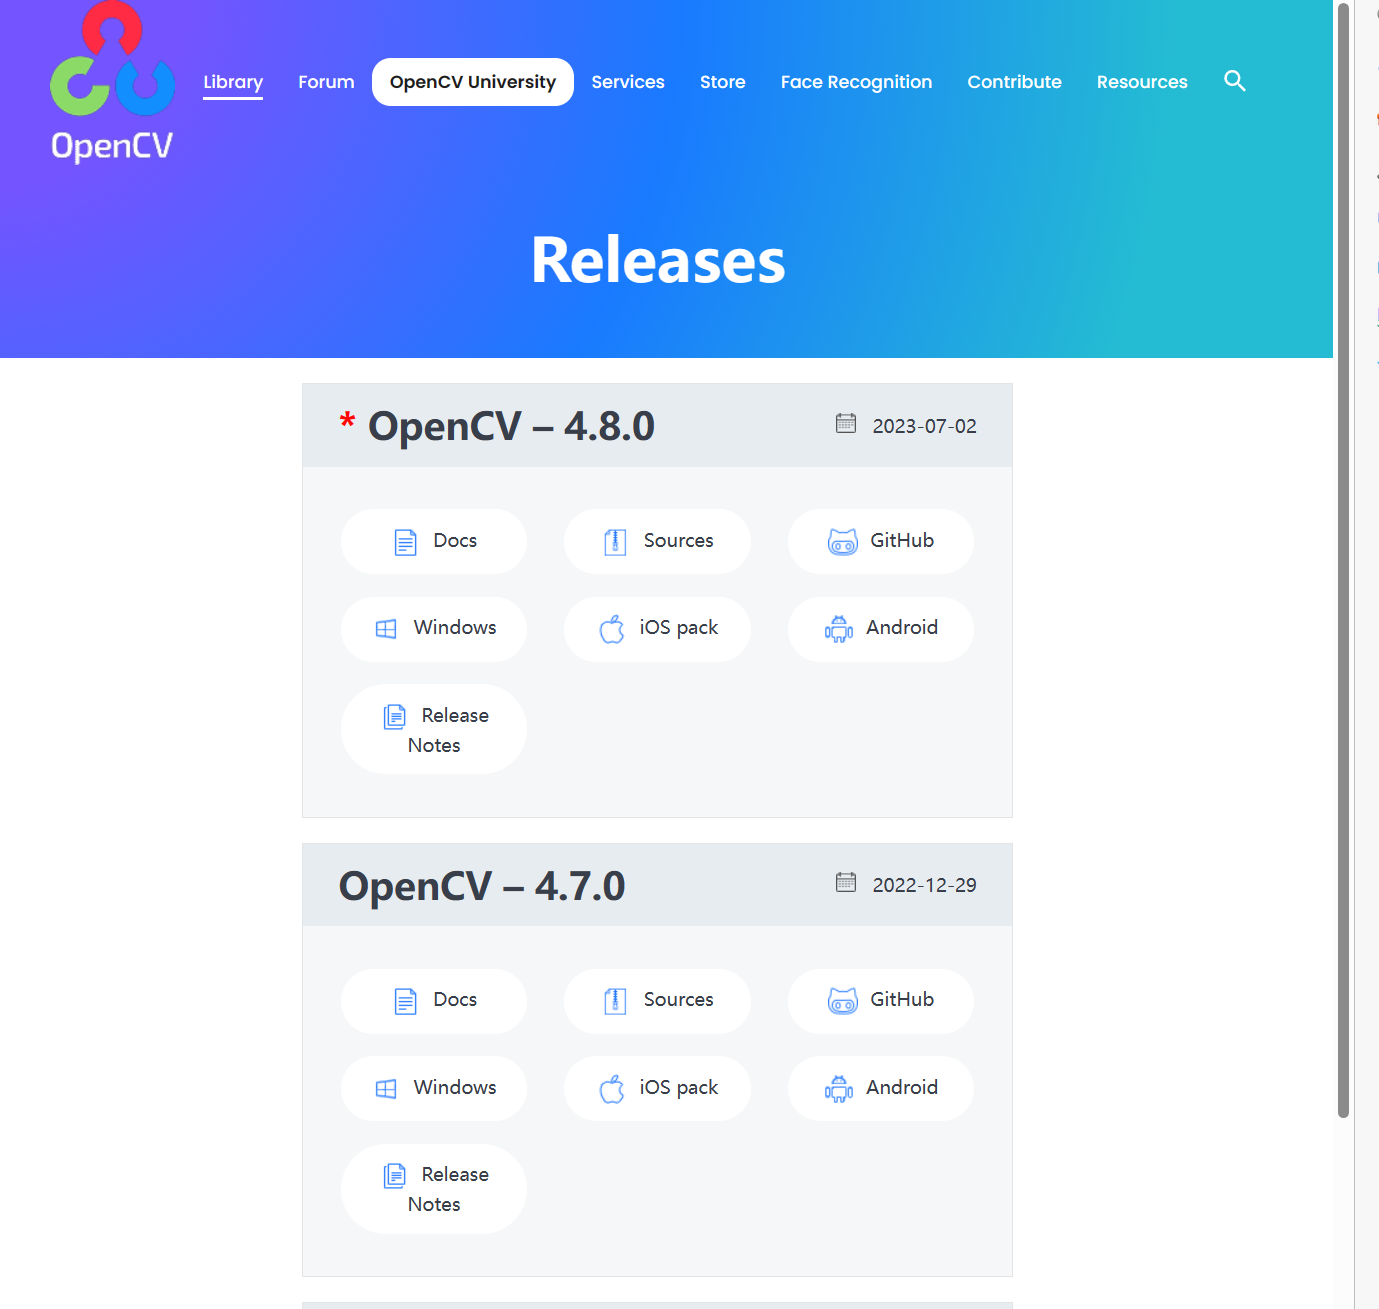 Library Forum OpenCV University Services Store Face Recognition Contribute Resources
OpenCV
Releases
* OpenCV – 4.8.0 2023-07-02
Docs Sources GitHub
Windows iOS pack Android
Release
Notes
OpenCV – 4.7.0 2022-12-29
Docs Sources GitHub
Windows iOS pack Android
Release
Notes